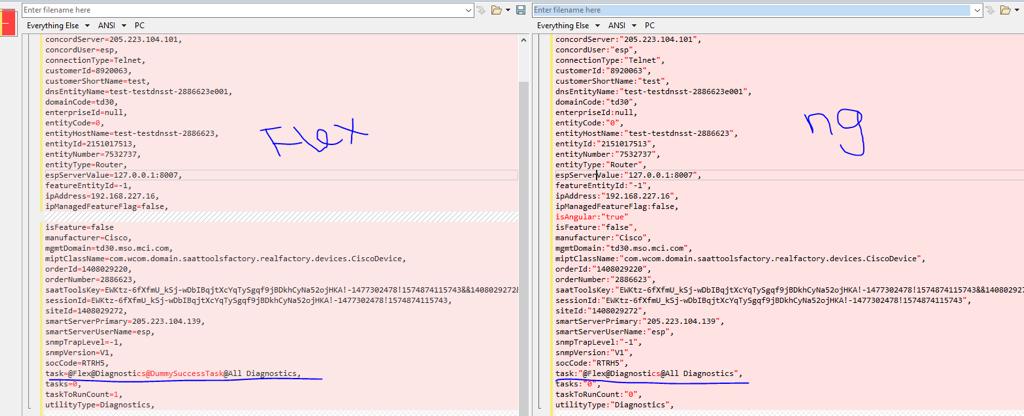 Enter filename here
Everything Else ANSI PC
concordServer=205.223.104.101,
concordUser=esp,
connectionType=Telnet,
customerId=8920063,
customerShortName=test,
dnsEntityName=test-testdnsst-2886623e001,
domainCode=td30,
enterpriseId=null,
entityCode=0,
entityHostName=test-testdnsst-2886623,
entityId=2151017513,
entityNumber=7532737,
entityType=Router,
espServerValue=127.0.0.1:8007,
featureEntityId=-1,
ipAddress=192.168.227.16,
ipManagedFeatureFlag=false,
isFeature=false
manufacturer=Cisco,
mgmtDomain=td30.mso.mci.com,
miptClassName=com.wcom.domain.saattoolsfactory.realfactory.devices.CiscoDevice,
orderId=1408029220,
orderNumber=2886623,
saatToolsKey=EWKtz-6fXfmU_kSj-wDbIBqjtXcYqTySgqf9jBDkhCyNa52ojHKA!-1477302478!1574874115743&&1408029272
sessionId=EWKtz-6fXfmU_kSj-wDbIBqjtXcYqTySgqf9jBDkhCyNa52ojHKA!-1477302478!1574874115743,
siteId=1408029272,
smartServerPrimary=205.223.104.139,
smartServerUserName=esp,
snmpTrapLevel=-1,
snmpVersion=V1,
socCode=RTRH5,
task=@Flex@Diagnostics@DummySuccessTask@All Diagnostics,
tasks=0,
taskToRunCount=1,
utilityType=Diagnostics,
Flex
Enter filename here
Everything Else ANSI PC
concordServer:"205.223.104.101",
concordUser:"esp",
connectionType:"Telnet",
customerId:"8920063",
customerShortName:"test",
dnsEntityName:"test-testdnsst-2886623e001",
domainCode:"td30",
enterpriseId:null,
entityCode:"0",
entityHostName:"test-testdnsst-2886623",
entityId:"2151017513",
entityNumber:"7532737",
entityType:"Router",
espServerValue:"127.0.0.1:8007",
featureEntityId:"-1",
ipAddress:"192.168.227.16",
ipManagedFeatureFlag:false,
isAngular:"true"
isFeature:"false",
manufacturer:"Cisco",
mgmtDomain:"td30.mso.mci.com",
miptClassName:"com.wcom.domain.saattoolsfactory.realfactory.devices.CiscoDevice",
orderId:"1408029220",
orderNumber:"2886623",
saatToolsKey:"EWKtz-6fXfmU_kSj-wDbIBqjtXcYqTySgqf9jBDkhCyNa52ojHKA!-1477302478!1574874115743&&1408029
sessionId:"EWKtz-6fXfmU_kSj-wDbIBqjtXcYqTySgqf9jBDkhCyNa52ojHKA!-1477302478!1574874115743",
siteId:"1408029272",
smartServerPrimary:"205.223.104.139",
smartServerUserName:"esp",
snmpTrapLevel:"-1",
snmpVersion:"V1",
socCode:"RTRH5",
task:"@Flex@Diagnostics@All Diagnostics",
tasks:"0",
taskToRunCount:"0",
utilityType:"Diagnostics",
ng